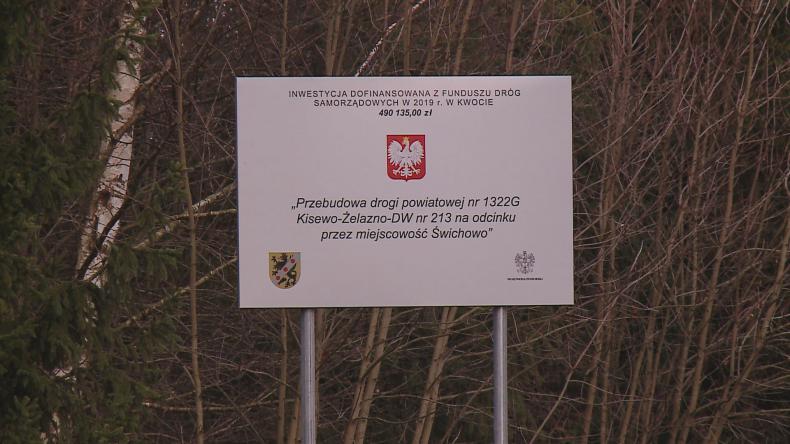 INWESTYCJA DOFINANSOWANA Z FUNDUSZU DRÓG
SAMORZĄDOWYCH W 2019 r. W KWOCIE
490 135,00 zł
„Przebudowa drogi powiatowej nr 1322G
Kisewo-Żelazno-DW nr 213 na odcinku
przez miejscowość Świchowo”